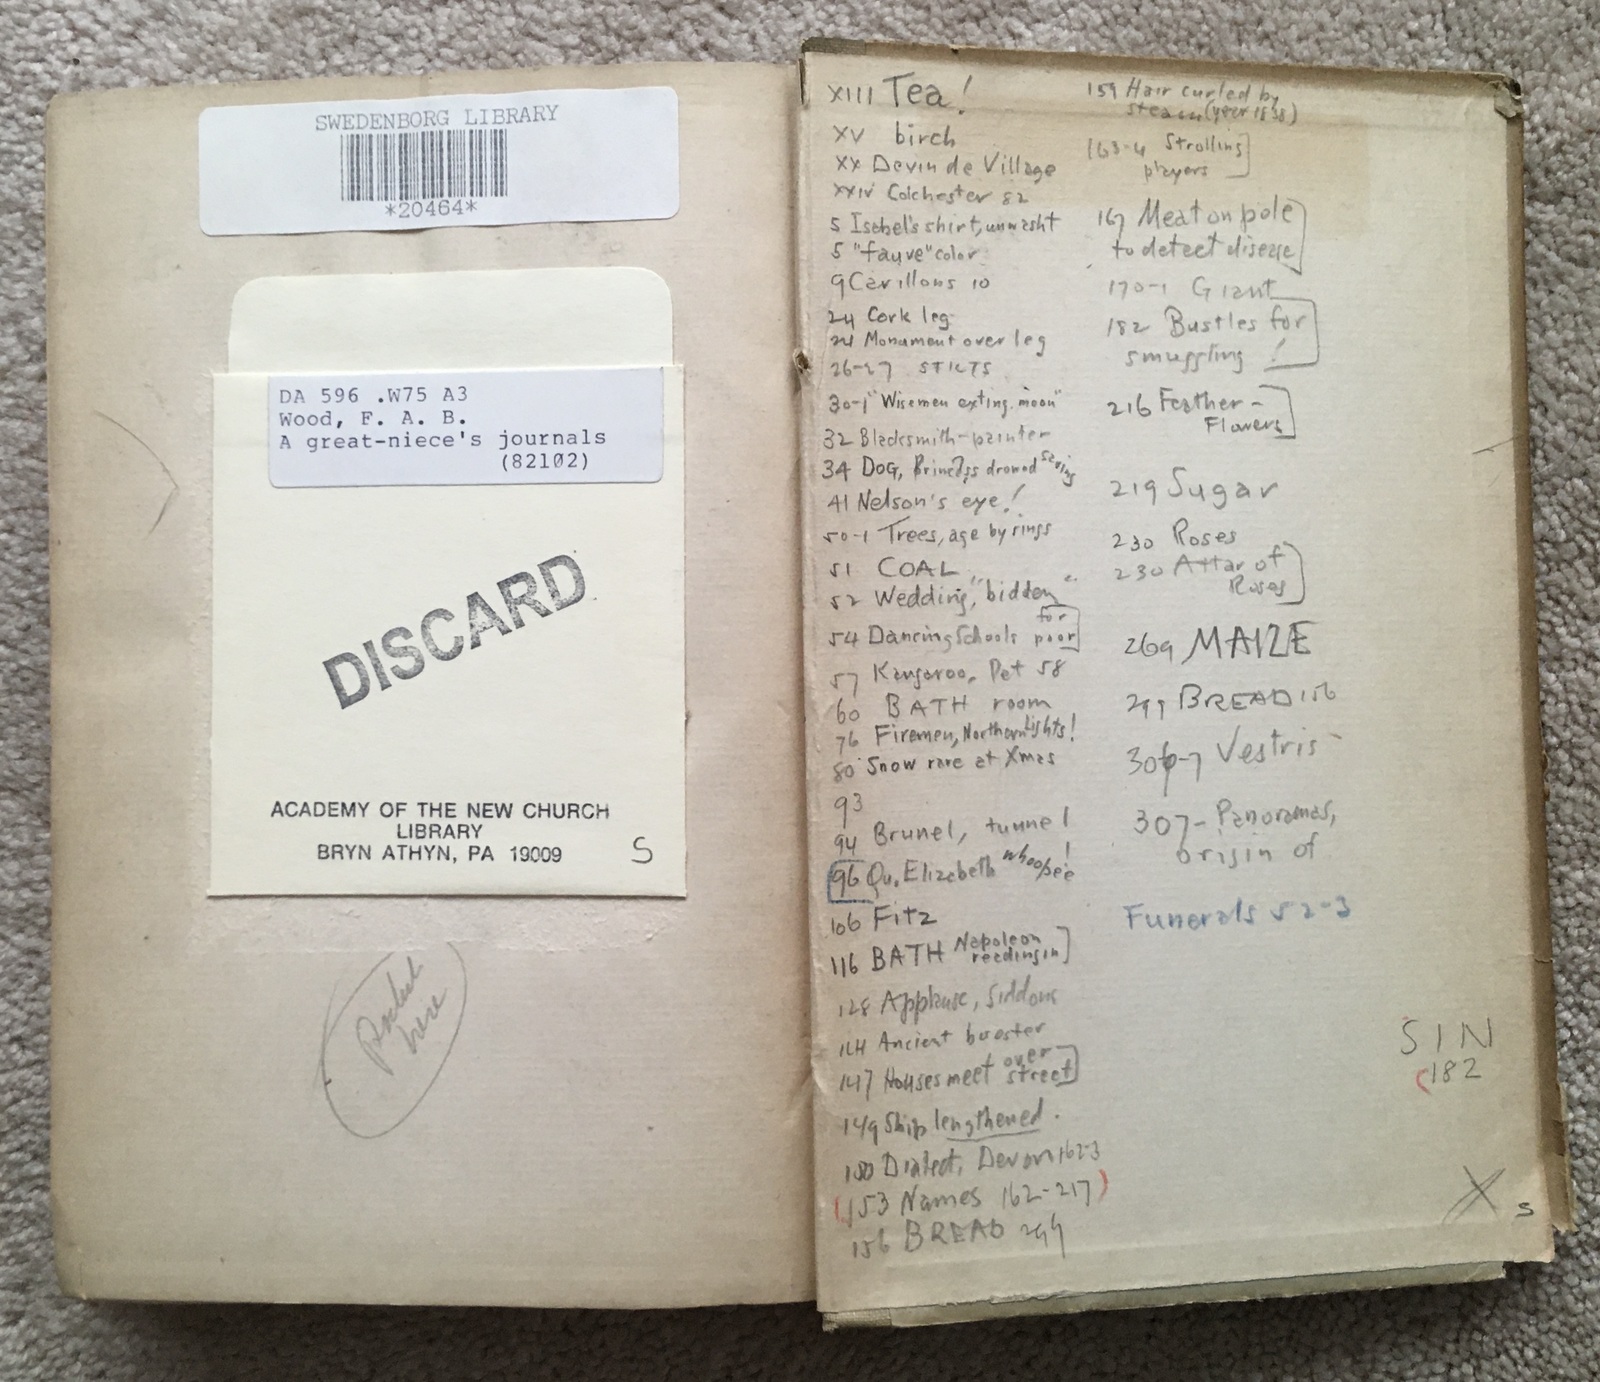 SWEDENBORG LIBRARY
*20464*
DA 596 .W75 A3
Wood, F. A. B.
A great-niece's journals
(82102)
DISCARD
ACADEMY OF THE NEW CHURCH
LIBRARY
BRYN ATHYN, PA 19009
S
Pocket
here
XIII Tea!
XV birch
XX Devin de Village
XXIV Colchester 82
5 Isabel's shirt, unwasht
5 "fauve" color
9 Carillons 10
24 Cork leg
24 Monument over leg
26-27 STILTS
30-1 "Wisemen exting. moon"
32 Blacksmith-painter
34 DOG, Princess drowned saving
41 Nelson's eye!
50-1 Trees, age by rings
51 COAL
52 Wedding, "bidden"
54 Dancing Schools for poor
57 Kangaroo, Pet 58
60 BATH room
76 Firemen, Northern Lights!
80 Snow rare at Xmas
93
94 Brunel, tunnel
96 Qu. Elizabeth whoopee!
106 Fitz
116 BATH Napoleon
reading in
128 Applause, Siddons
Ancient booster
147 Houses meet over
street
149 Ship lengthened.
Dialect, Devon 162-3
(153 Names 162-217)
156 BREAD 299
159 Hair curled by
steam (year 1838)
163-4 Strolling
players
167 Meat on pole
to detect disease
170-1 Giant
182 Bustles for
smuggling!
216 Feather-
Flowers
219 Sugar
230 Roses
230 Attar of
Roses
269 MAIZE
299 BREAD 156
306-7 Vestris
307- Panoramas,
origin of
Funerals 52-3
SIN
(182
X
S